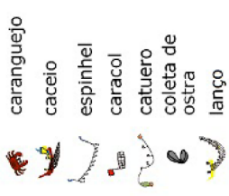 caranguejo
caceio
espinhel
caracol
catuero
coleta de
ostra
lanço